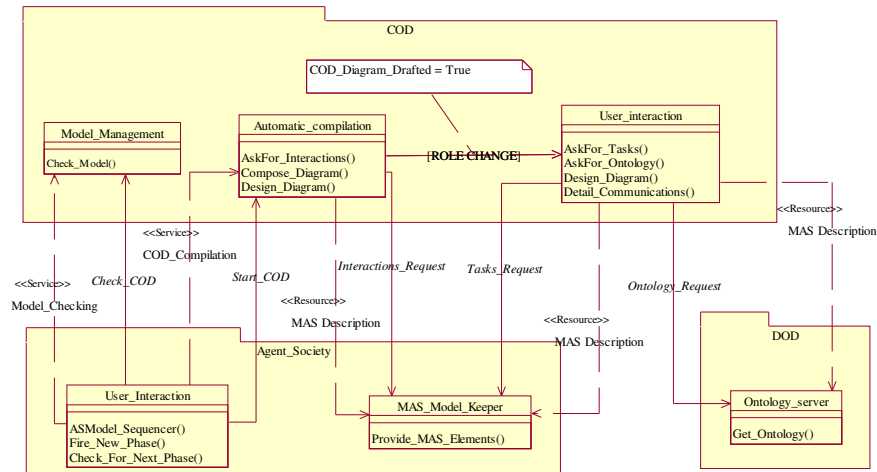 COD
COD_Diagram_Drafted = True
Model_Management
Check_Model()
Automatic_compilation
AskFor_Interactions()
Compose_Diagram()
Design_Diagram()
[ROLE CHANGE]
User_interaction
AskFor_Tasks()
AskFor_Ontology()
Design_Diagram()
Detail_Communications()
<<Service>>
Model_Checking
Check_COD
<<Service>>
COD_Compilation
Start_COD
Interactions_Request
<<Resource>>
MAS Description
Tasks_Request
<<Resource>>
MAS Description
Ontology_Request
<<Resource>>
MAS Description
Agent_Society
User_Interaction
ASModel_Sequencer()
Fire_New_Phase()
Check_For_Next_Phase()
MAS_Model_Keeper
Provide_MAS_Elements()
DOD
Ontology_server
Get_Ontology()